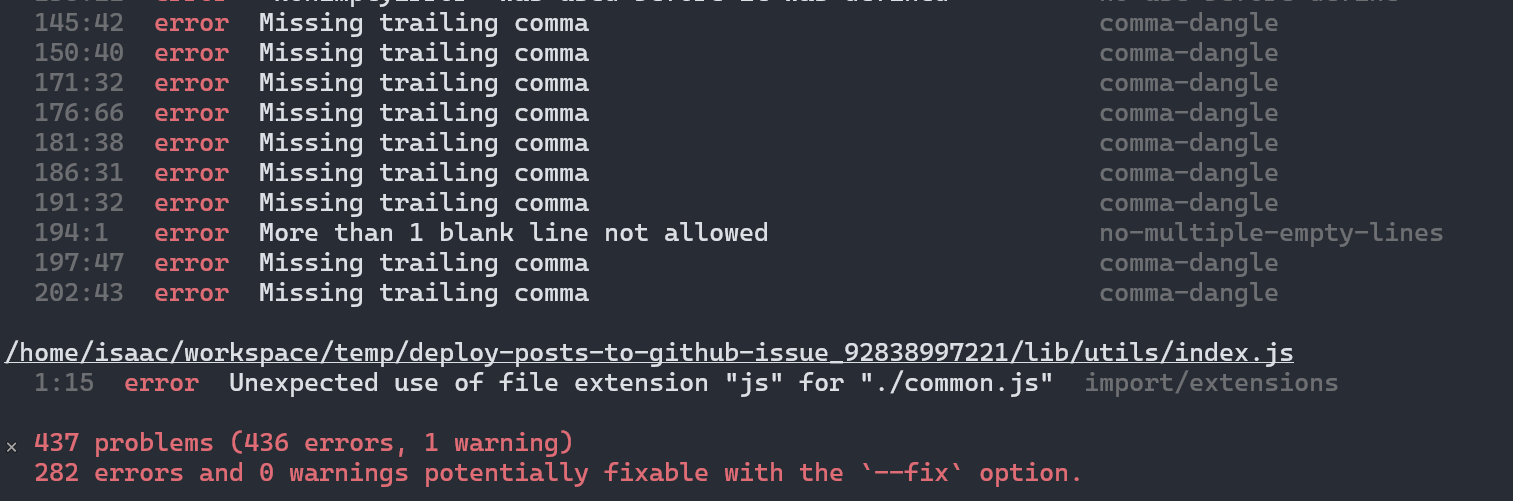 145:42 error Missing trailing comma comma-dangle
150:40 error Missing trailing comma comma-dangle
171:32 error Missing trailing comma comma-dangle
176:66 error Missing trailing comma comma-dangle
181:38 error Missing trailing comma comma-dangle
186:31 error Missing trailing comma comma-dangle
191:32 error Missing trailing comma comma-dangle
194:1 error More than 1 blank line not allowed no-multiple-empty-lines
197:47 error Missing trailing comma comma-dangle
202:43 error Missing trailing comma comma-dangle
/home/isaac/workspace/temp/deploy-posts-to-github-issue_92838997221/lib/utils/index.js
1:15 error Unexpected use of file extension "js" for "./common.js" import/extensions
× 437 problems (436 errors, 1 warning)
282 errors and 0 warnings potentially fixable with the `--fix` option.